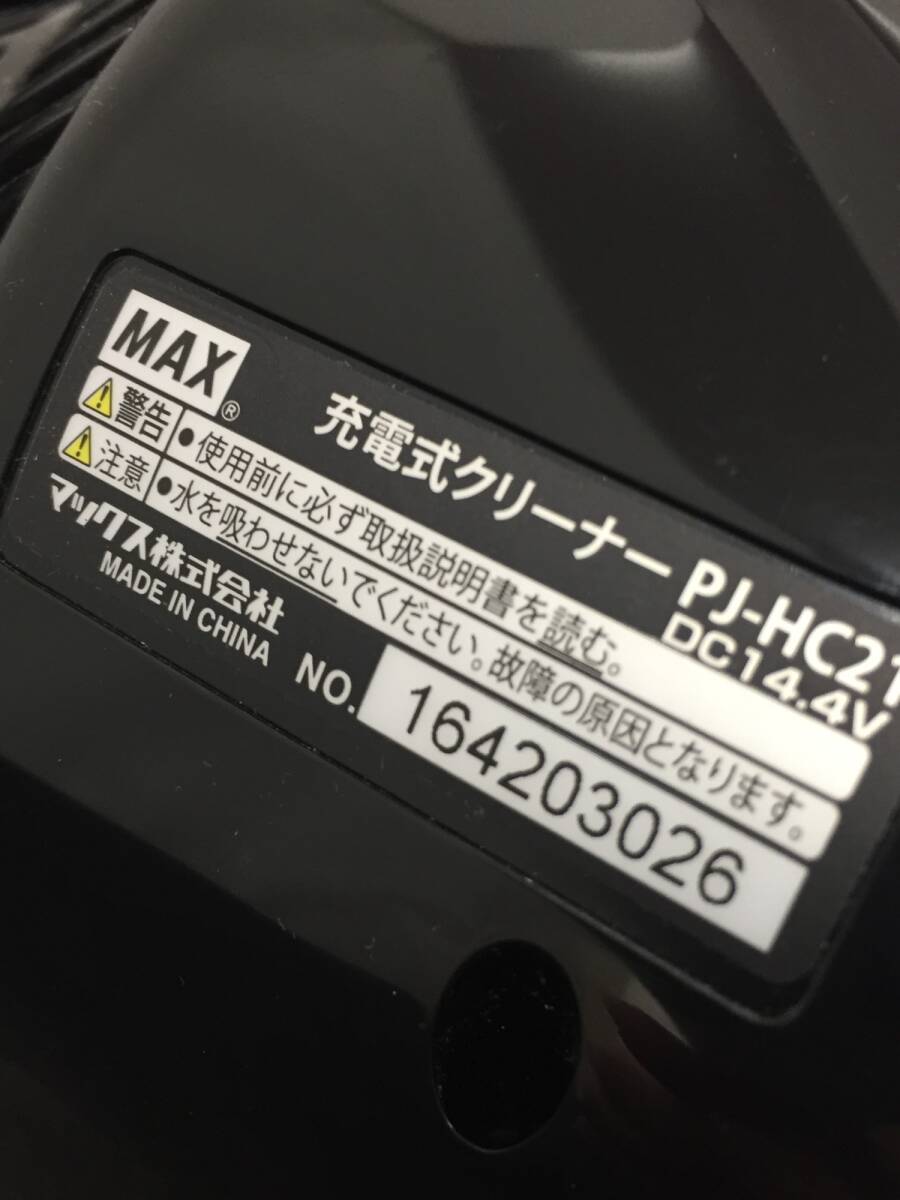 MAX®
充電式クリーナー PJ-HC21
DC14.4V
⚠警告 •使用前に必ず取扱説明書を読む。
⚠注意 •水を吸わせないでください。故障の原因となります。
マックス株式会社
MADE IN CHINA
NO. 164203026